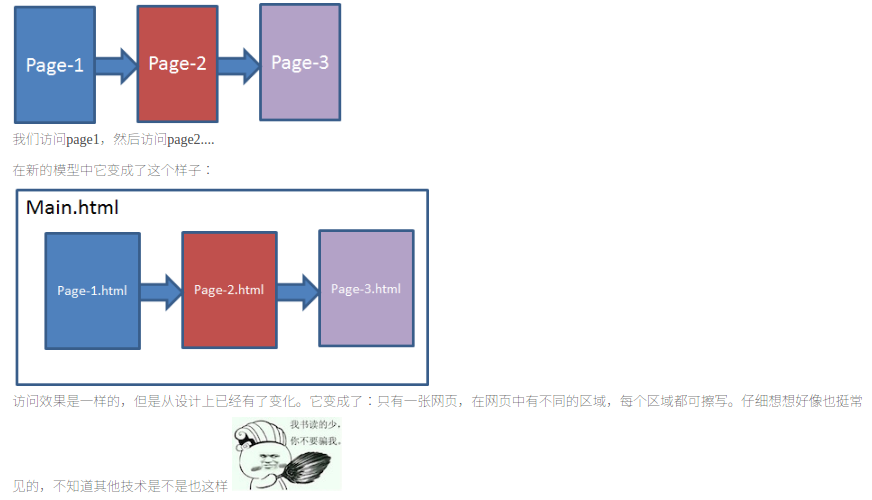 Page-1
Page-2
Page-3
我们访问page1，然后访问page2....
在新的模型中它变成了这个样子：
Main.html
Page-1.html
Page-2.html
Page-3.html
访问效果是一样的，但是从设计上已经有了变化。它变成了：只有一张网页，在网页中有不同的区域，每个区域都可擦写。仔细想想好像也挺常
我书读的少，
你不要骗我。
见的，不知道其他技术是不是也这样